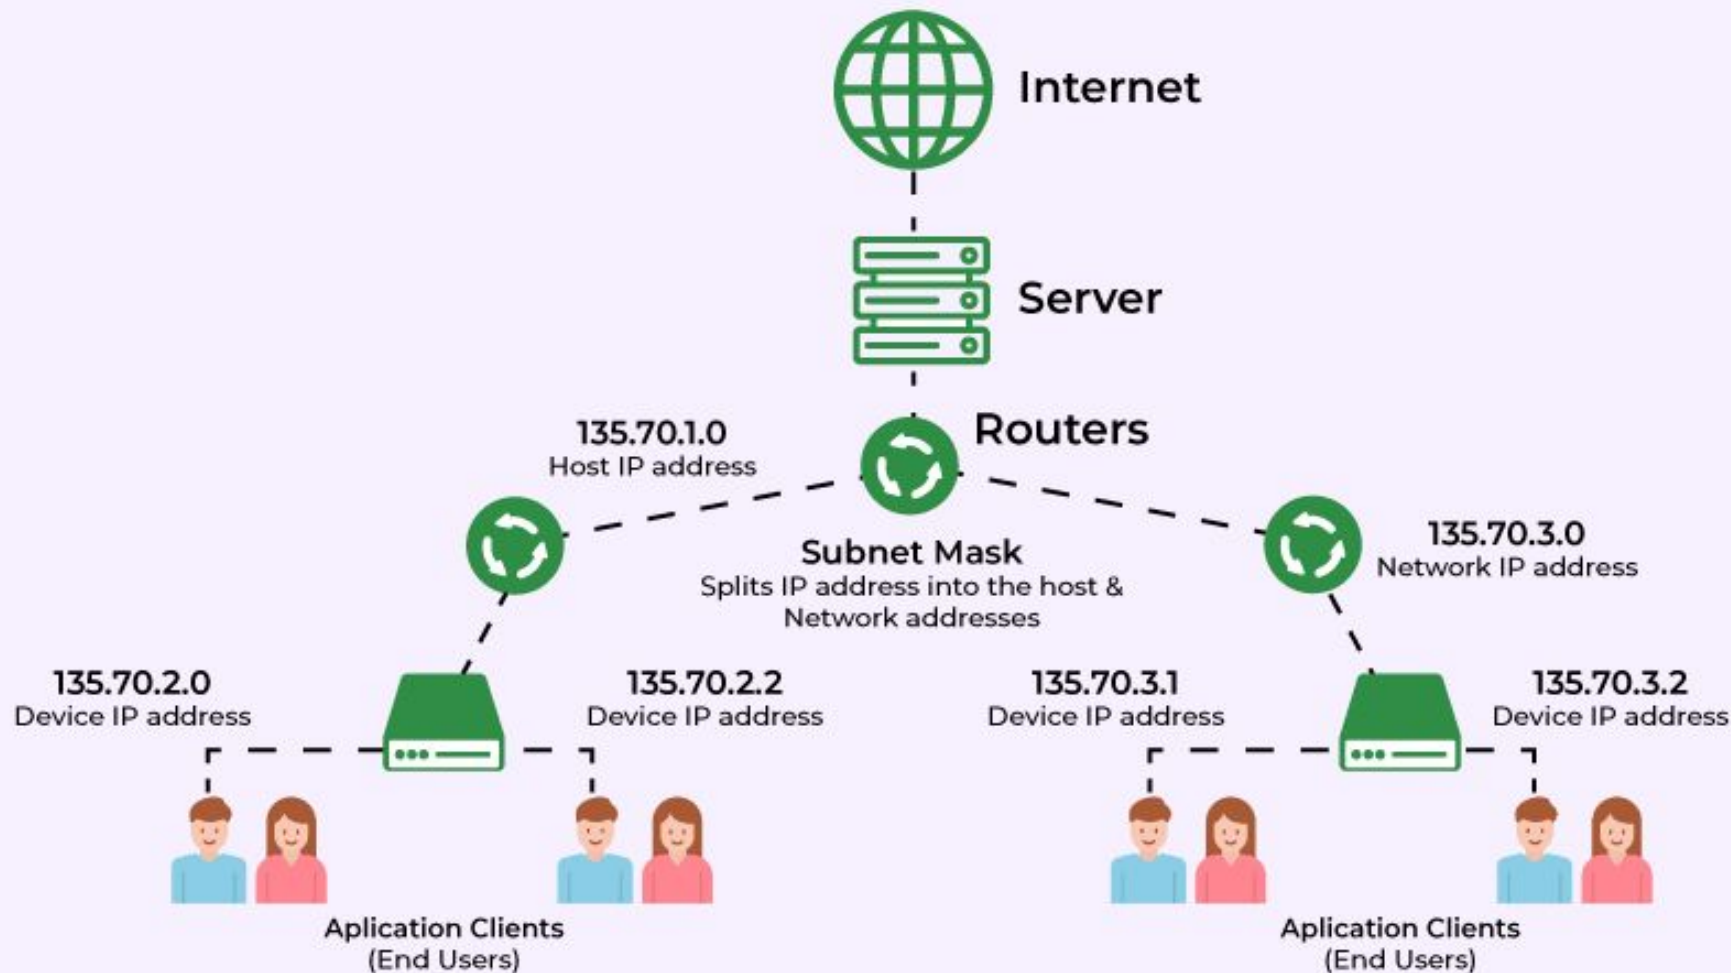 Internet
Server
Routers
135.70.1.0
Host IP address
Subnet Mask
Splits IP address into the host &
Network addresses
135.70.3.0
Network IP address
135.70.2.0
Device IP address
135.70.2.2
Device IP address
135.70.3.1
Device IP address
135.70.3.2
Device IP address
Aplication Clients
(End Users)
Aplication Clients
(End Users)